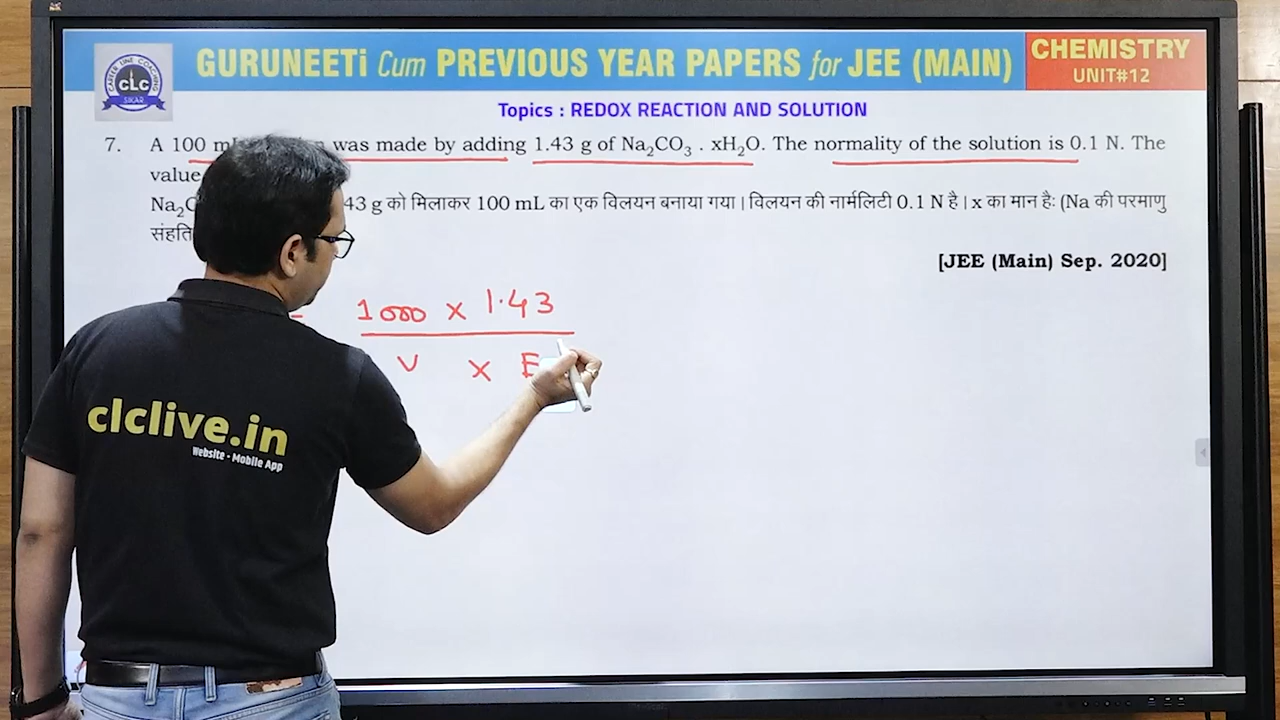 GURUNEETi Cum PREVIOUS YEAR PAPERS for JEE (MAIN)
CHEMISTRY
UNIT#12
CAREER LINE COACHING
CLC
SIKAR
Topics : REDOX REACTION AND SOLUTION
7. A 100 m was made by adding 1.43 g of Na₂CO₃ . xH₂O. The normality of the solution is 0.1 N. The
value
Na₂C 43 g को मिलाकर 100 mL का एक विलयन बनाया गया | विलयन की नार्मलिटी 0.1 N है | x का मान है: (Na की परमाणु
संहति
[JEE (Main) Sep. 2020]
= 1000 x 1.43
V x E
clclive.in
Website - Mobile App